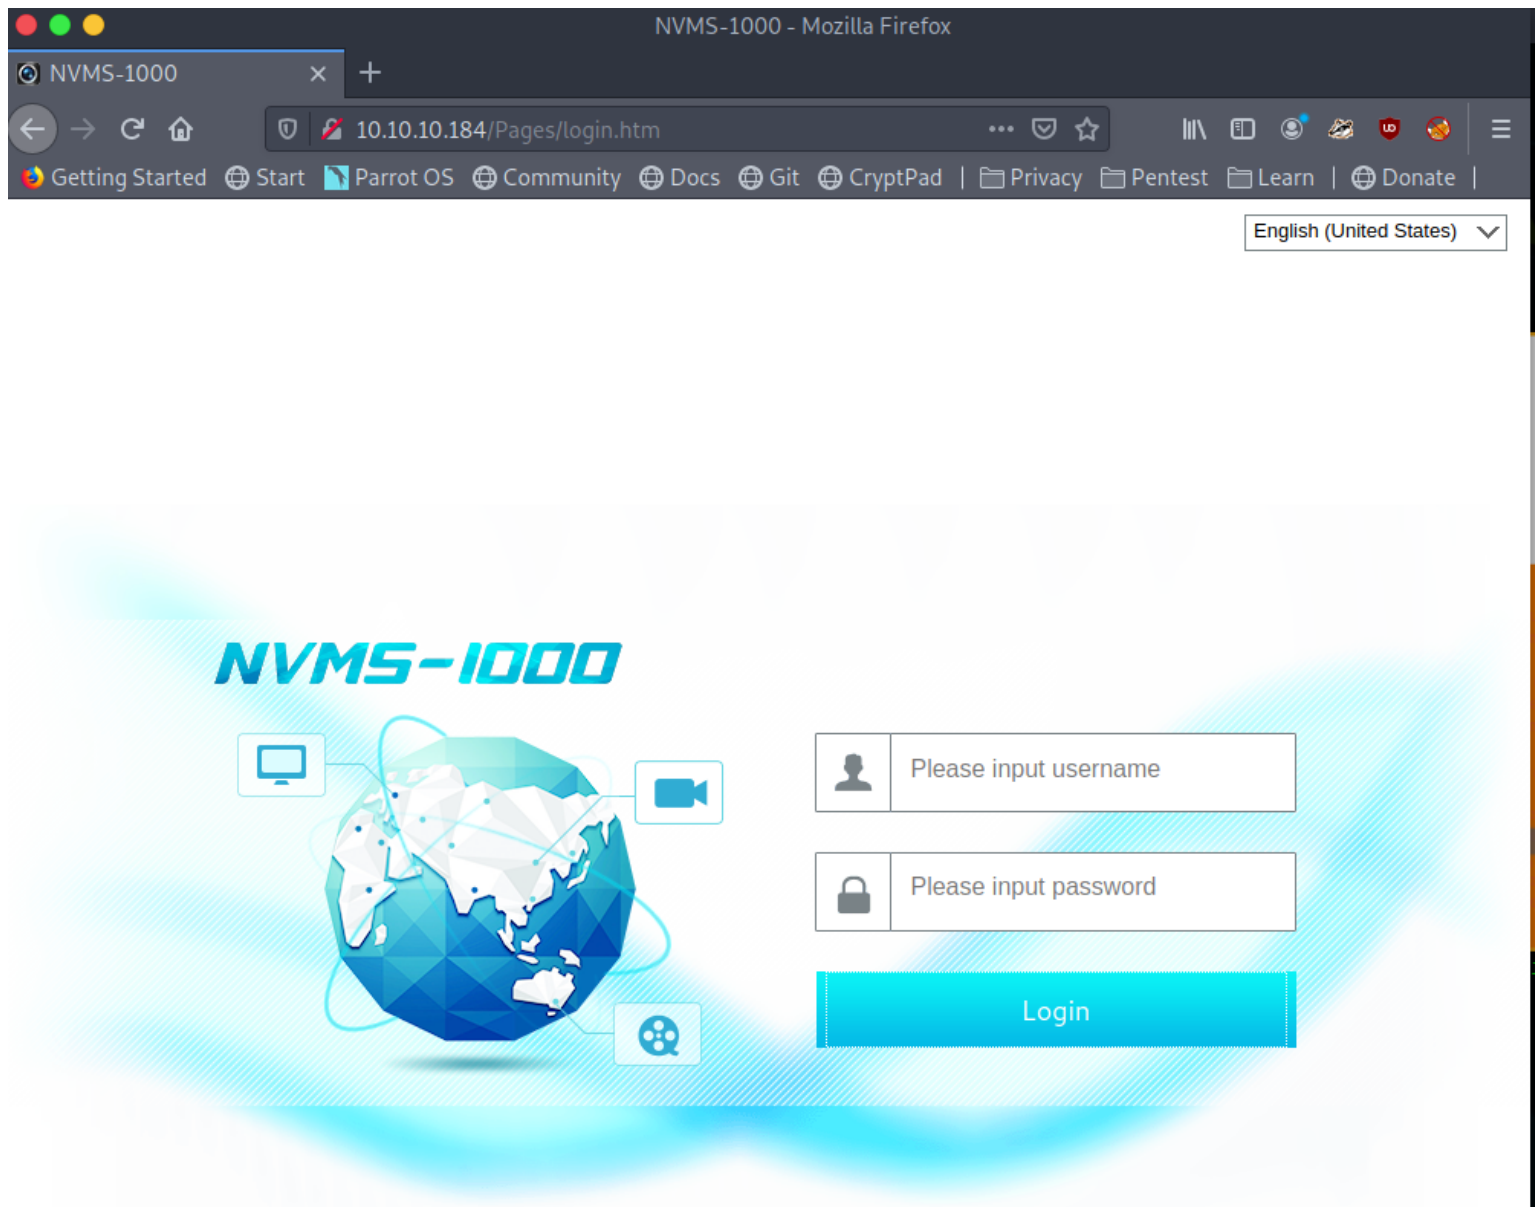 NVMS-1000 - Mozilla Firefox
NVMS-1000
10.10.10.184/Pages/login.htm
Getting Started Start Parrot OS Community Docs Git CryptPad | Privacy Pentest Learn | Donate |
English (United States)
NVMS-1000
Please input username
Please input password
Login